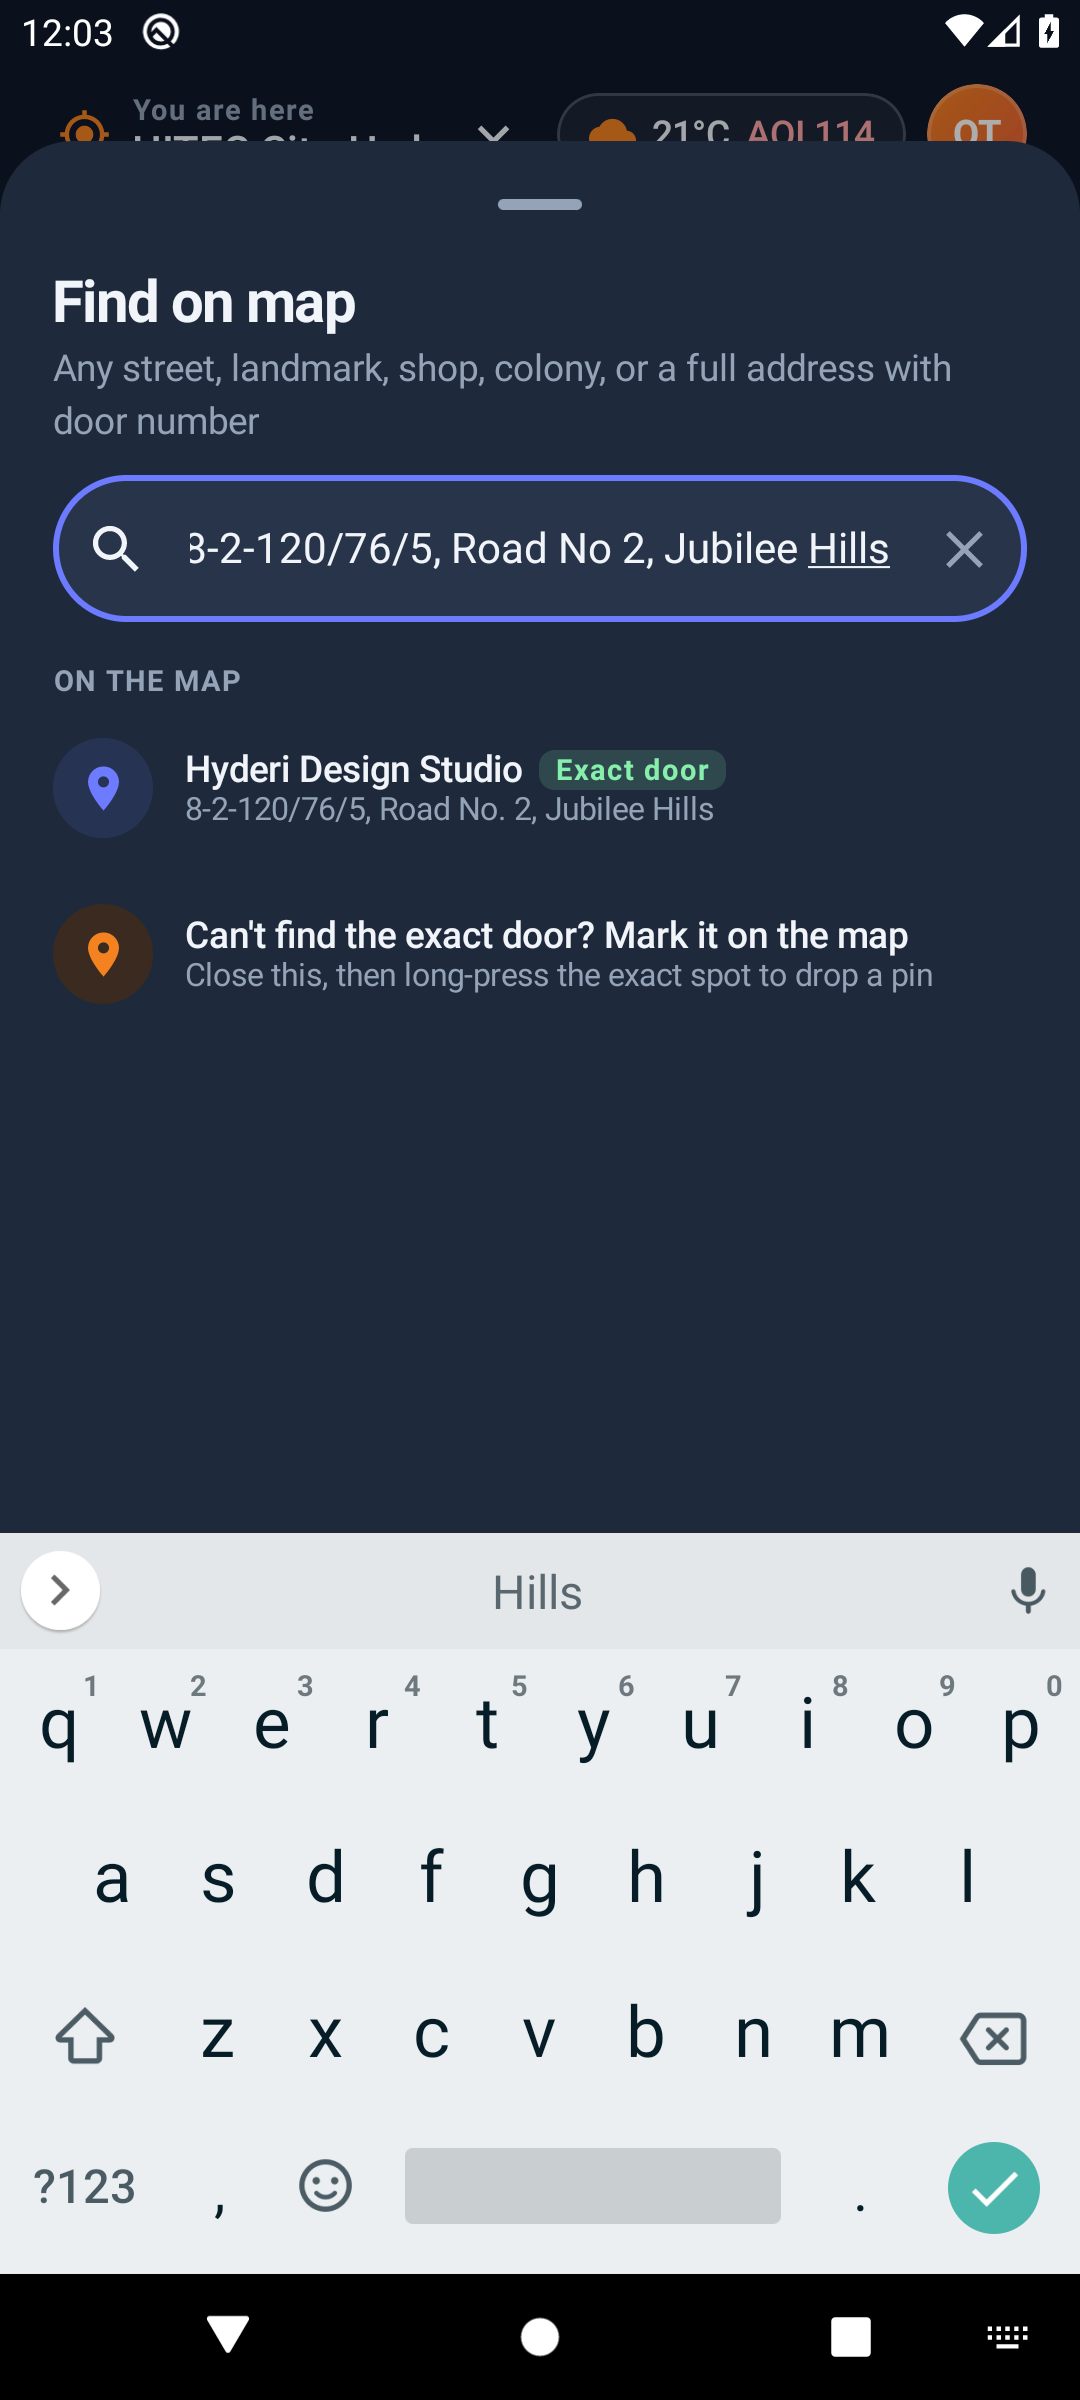 12:03
You are here
21°C AQI 114
OT
Find on map
Any street, landmark, shop, colony, or a full address with
door number
8-2-120/76/5, Road No 2, Jubilee Hills
ON THE MAP
Hyderi Design Studio Exact door
8-2-120/76/5, Road No. 2, Jubilee Hills
Can't find the exact door? Mark it on the map
Close this, then long-press the exact spot to drop a pin
Hills
1 2 3 4 5 6 7 8 9 0
q w e r t y u i o p
a s d f g h j k l
z x c v b n m
?123 , .